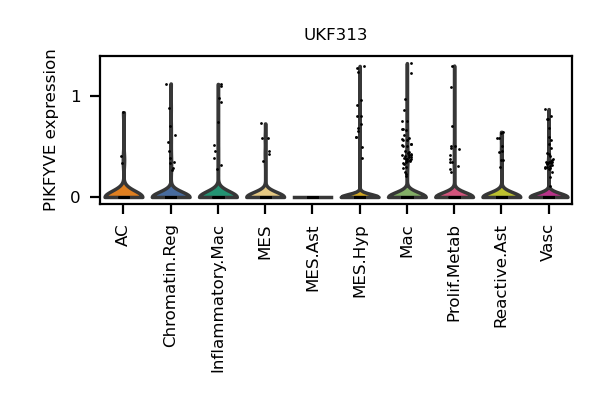 UKF313
PIKFYVE expression
1
0
AC
Chromatin.Reg
Inflammatory.Mac
MES
MES.Ast
MES.Hyp
Mac
Prolif.Metab
Reactive.Ast
Vasc